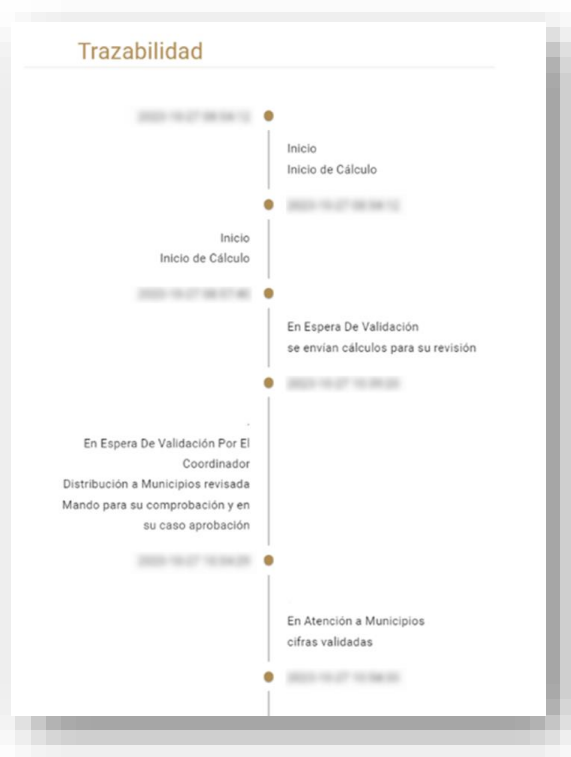 Trazabilidad
Inicio
Inicio de Cálculo
Inicio
Inicio de Cálculo
En Espera De Validación
se envían cálculos para su revisión
.
En Espera De Validación Por El
Coordinador
Distribución a Municipios revisada
Mando para su comprobación y en
su caso aprobación
En Atención a Municipios
cifras validadas